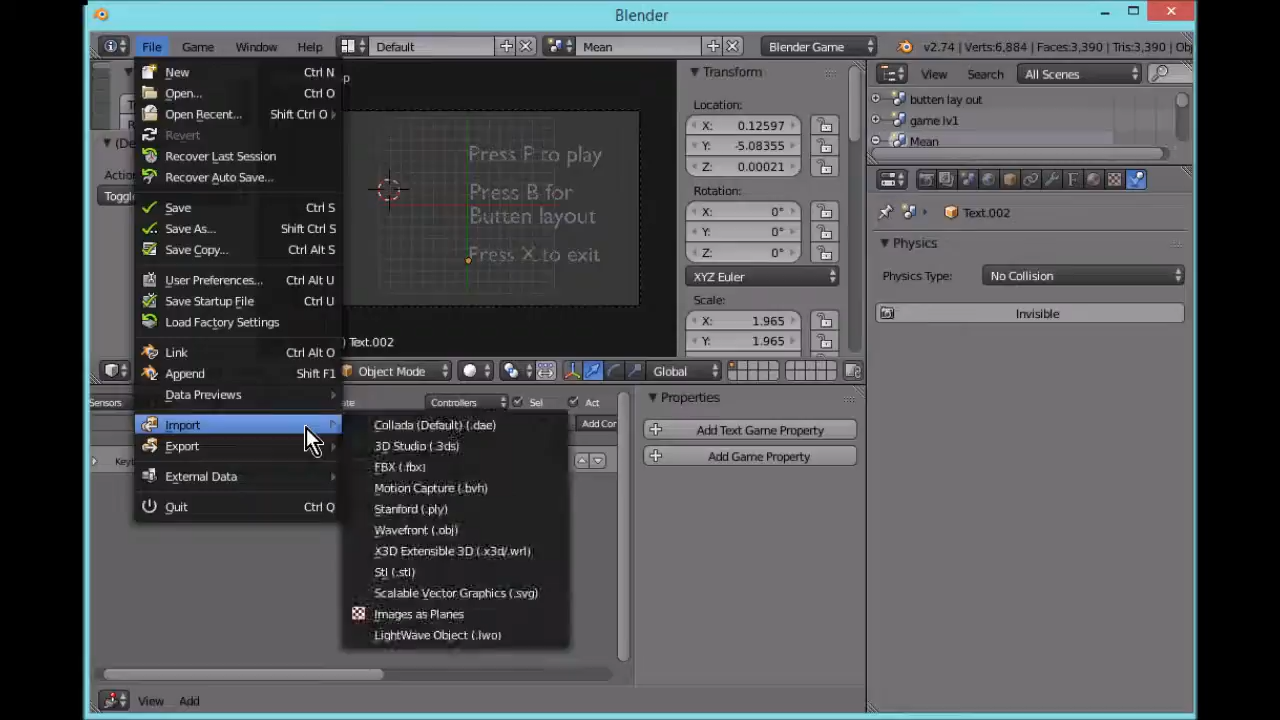 Blender
File Game Window Help Default Mean Blender Game v2.74 | Verts:6,884 | Faces:3,390 | Tris:3,390 | Ob
New Ctrl N
Open... Ctrl O
Open Recent... Shift Ctrl O
Revert
Recover Last Session
Recover Auto Save...
Save Ctrl S
Save As... Shift Ctrl S
Save Copy... Ctrl Alt S
User Preferences... Ctrl Alt U
Save Startup File Ctrl U
Load Factory Settings
Link Ctrl Alt O
Append Shift F1
Data Previews
Import
Export
External Data
Quit Ctrl Q
Collada (Default) (.dae)
3D Studio (.3ds)
FBX (.fbx)
Motion Capture (.bvh)
Stanford (.ply)
Wavefront (.obj)
X3D Extensible 3D (.x3d/.wrl)
Stl (.stl)
Scalable Vector Graphics (.svg)
Images as Planes
LightWave Object (.lwo)
Press P to play
Press B for
Butten layout
Press X to exit
) Text.002
Object Mode Global
Transform
Location:
X: 0.12597
Y: -5.08355
Z: 0.00021
Rotation:
X: 0°
Y: 0°
Z: 0°
XYZ Euler
Scale:
X: 1.965
Y: 1.965
View Search All Scenes
butten lay out
game lv1
Mean
Text.002
Physics
Physics Type: No Collision
Invisible
Sensors Controllers Sel Act
Add Con
Properties
Add Text Game Property
Add Game Property
View Add